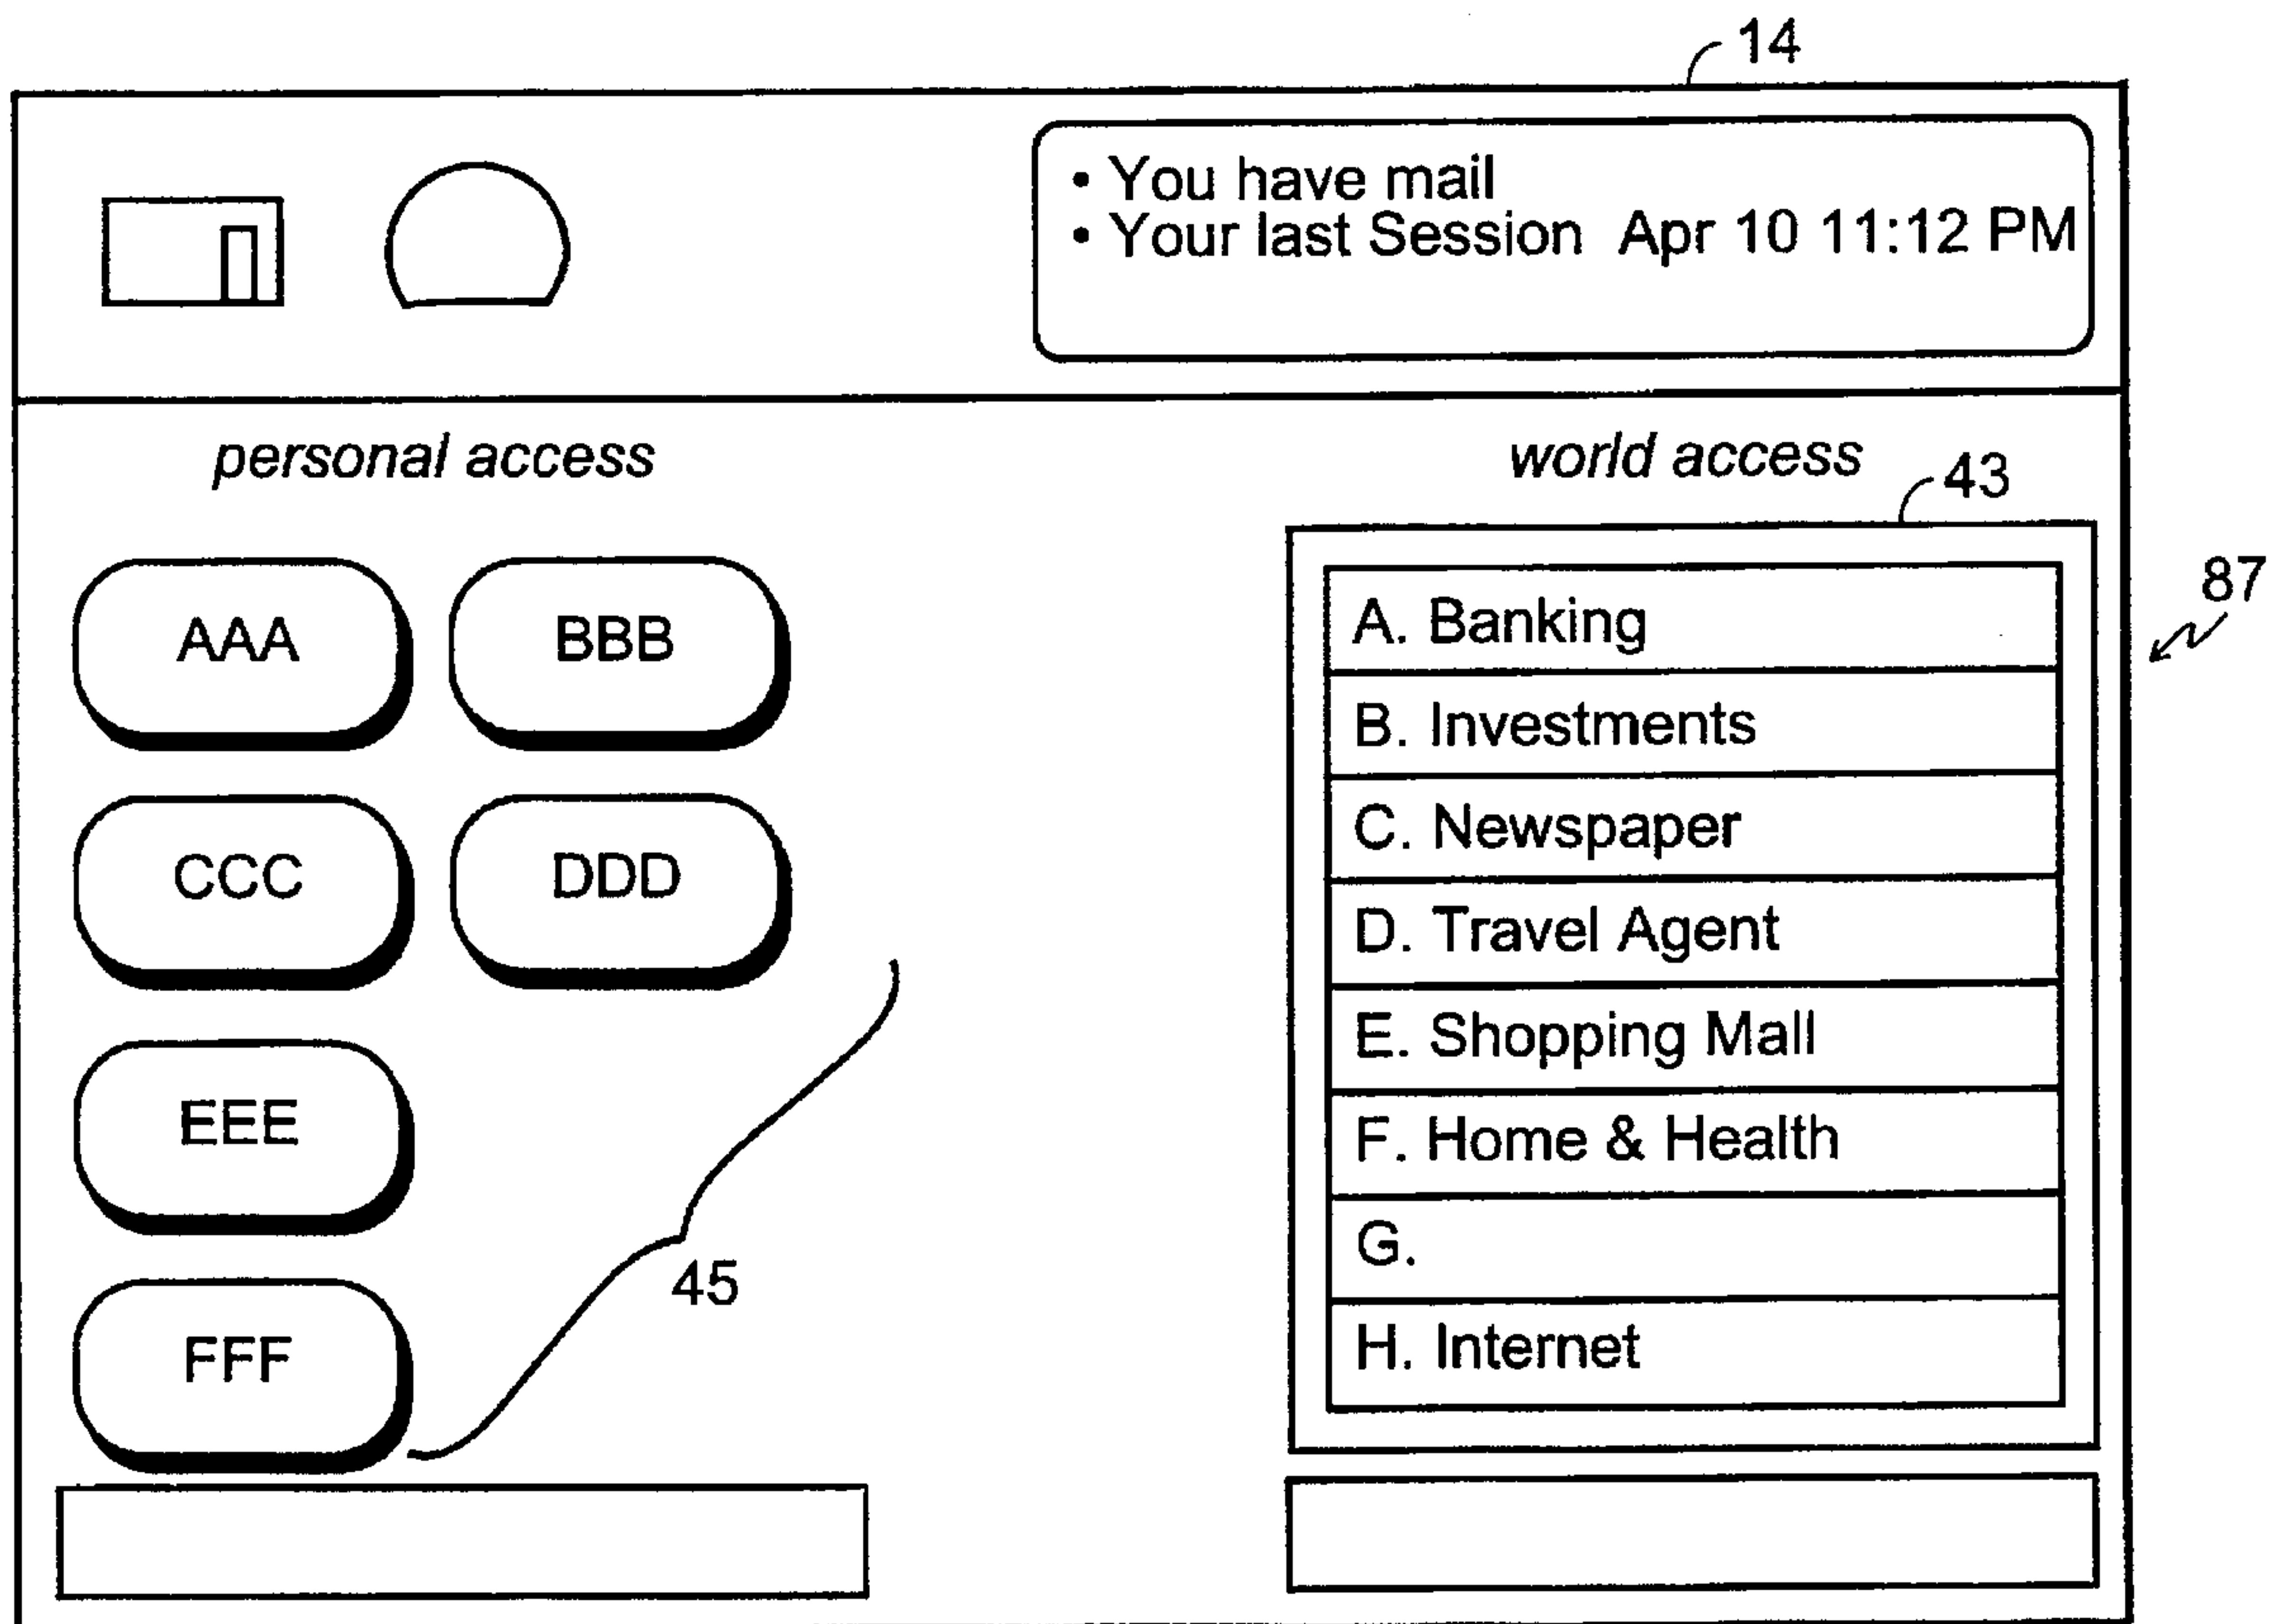 14
• You have mail
• Your last Session Apr 10 11:12 PM
personal access
world access
43
87
AAA
BBB
CCC
DDD
EEE
FFF
45
A. Banking
B. Investments
C. Newspaper
D. Travel Agent
E. Shopping Mall
F. Home & Health
G.
H. Internet